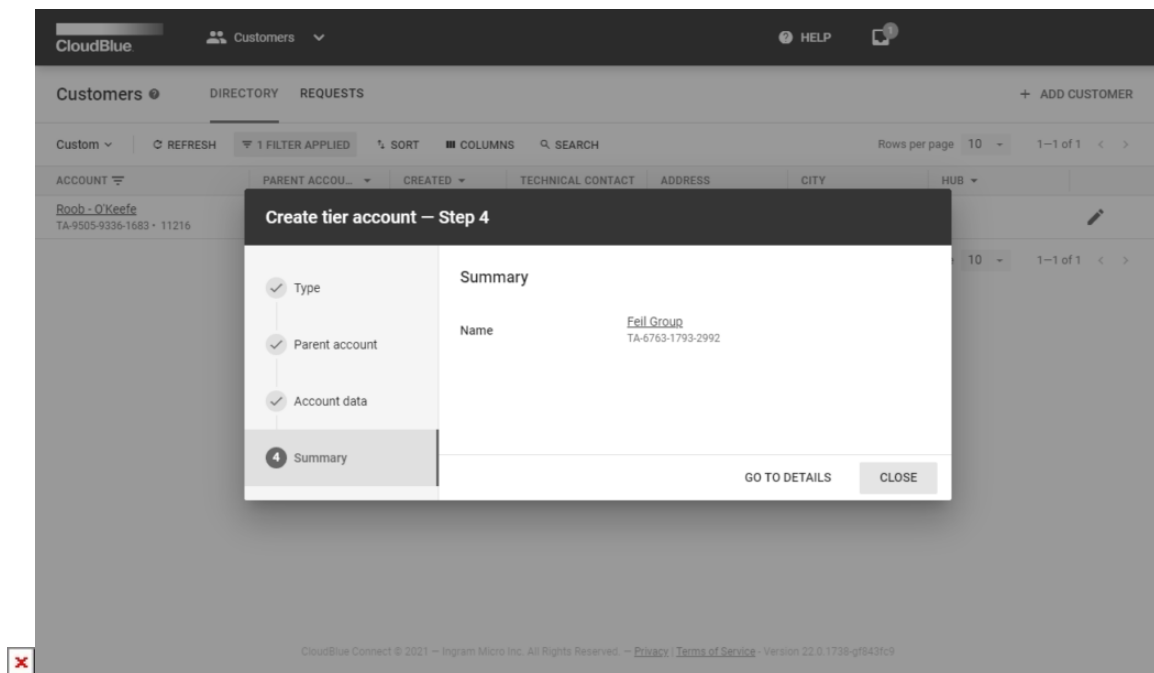 CloudBlue Customers HELP 1
Customers DIRECTORY REQUESTS + ADD CUSTOMER
Custom REFRESH 1 FILTER APPLIED SORT COLUMNS SEARCH Rows per page 10 1–1 of 1
ACCOUNT PARENT ACCOU... CREATED TECHNICAL CONTACT ADDRESS CITY HUB
Roob - O'Keefe
TA-9505-9336-1683 • 11216
Create tier account — Step 4
10 1–1 of 1
Type
Parent account
Account data
4 Summary
Summary
Name Feil Group
TA-6763-1793-2992
GO TO DETAILS CLOSE
CloudBlue Connect © 2021 — Ingram Micro Inc. All Rights Reserved. — Privacy | Terms of Service - Version 22.0.1738-gf843fc9